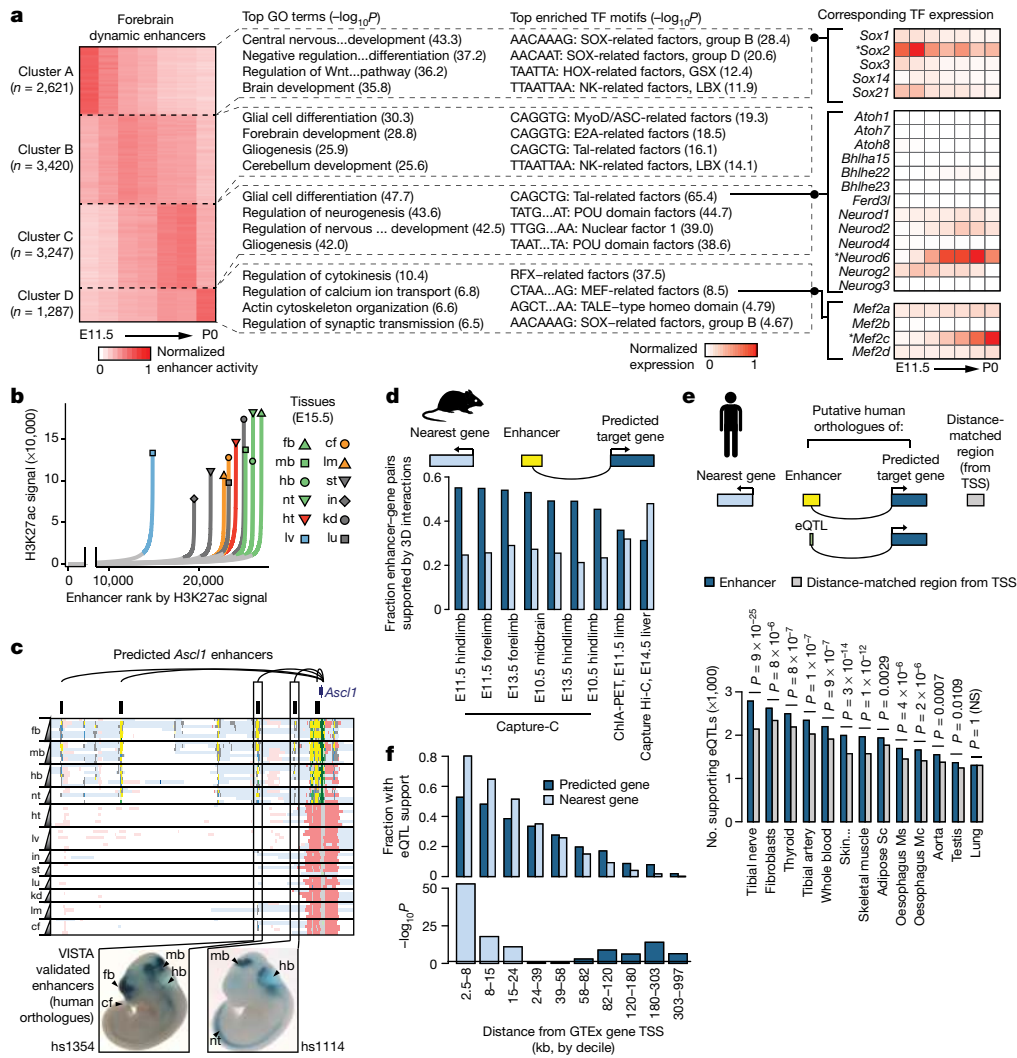 a
Forebrain
dynamic enhancers
Top GO terms (−log10P)
Top enriched TF motifs (−log10P)
Corresponding TF expression
Cluster A
(n = 2,621)
Cluster B
(n = 3,420)
Cluster C
(n = 3,247)
Cluster D
(n = 1,287)
E11.5
P0
0
1
Normalized
enhancer activity
Central nervous...development (43.3)
Negative regulation...differentiation (37.2)
Regulation of Wnt...pathway (36.2)
Brain development (35.8)
Glial cell differentiation (30.3)
Forebrain development (28.8)
Gliogenesis (25.9)
Cerebellum development (25.6)
Glial cell differentiation (47.7)
Regulation of neurogenesis (43.6)
Regulation of nervous ... development (42.5)
Gliogenesis (42.0)
Regulation of cytokinesis (10.4)
Regulation of calcium ion transport (6.8)
Actin cytoskeleton organization (6.6)
Regulation of synaptic transmission (6.5)
AACAAAG: SOX-related factors, group B (28.4)
AACAAT: SOX-related factors, group D (20.6)
TAATTA: HOX-related factors, GSX (12.4)
TTAATTAA: NK-related factors, LBX (11.9)
CAGGTG: MyoD/ASC-related factors (19.3)
CAGGTG: E2A-related factors (18.5)
CAGCTG: Tal-related factors (16.1)
TTAATTAA: NK-related factors, LBX (14.1)
CAGCTG: Tal-related factors (65.4)
TATG...AT: POU domain factors (44.7)
TTGG...AA: Nuclear factor 1 (39.0)
TAAT...TA: POU domain factors (38.6)
RFX−related factors (37.5)
CTAA...AG: MEF-related factors (8.5)
AGCT...AA: TALE−type homeo domain (4.79)
AACAAAG: SOX−related factors, group B (4.67)
Normalized
expression
0
1
Sox1
*Sox2
Sox3
Sox14
Sox21
Atoh1
Atoh7
Atoh8
Bhlha15
Bhlhe22
Bhlhe23
Ferd3l
Neurod1
Neurod2
Neurod4
*Neurod6
Neurog2
Neurog3
Mef2a
Mef2b
*Mef2c
Mef2d
E11.5
P0
b
H3K27ac signal (×10,000)
15
10
5
0
0
10,000
20,000
Enhancer rank by H3K27ac signal
Tissues
(E15.5)
fb
cf
mb
lm
hb
st
nt
in
ht
kd
lv
lu
c
Predicted Ascl1 enhancers
Ascl1
fb
mb
hb
nt
ht
lv
in
st
lu
kd
lm
cf
VISTA
validated
enhancers
(human
orthologues)
hs1354
fb
mb
hb
cf
mb
hb
nt
hs1114
d
Nearest gene
Enhancer
Predicted
target gene
Fraction enhancer–gene pairs
supported by 3D interactions
0.6
0.4
0.2
0
E11.5 hindlimb
E11.5 forelimb
E13.5 forelimb
E10.5 midbrain
E13.5 hindlimb
E10.5 hindlimb
ChIA-PET, E11.5 limb
Capture Hi-C, E14.5 liver
Capture-C
e
Putative human
orthologues of:
Distance-
matched
region
(from
TSS)
Nearest gene
Enhancer
Predicted
target gene
eQTL
Enhancer
Distance-matched region from TSS
No. supporting eQTLs (×1,000)
3
2
1
0
P = 9 × 10−25
P = 8 × 10−6
P = 8 × 10−7
P = 1 × 10−7
P = 9 × 10−7
P = 3 × 10−14
P = 1 × 10−12
P = 0.0029
P = 4 × 10−6
P = 2 × 10−6
P = 0.0007
P = 0.0109
P = 1 (NS)
Tibial nerve
Fibroblasts
Thyroid
Tibial artery
Whole blood
Skin...
Skeletal muscle
Adipose Sc
Oesophagus Ms
Oesophagus Mc
Aorta
Testis
Lung
f
Fraction with
eQTL support
0.8
0.6
0.4
0.2
0
Predicted gene
Nearest gene
−log10P
50
25
0
2.5–8
8–15
15–24
24–39
39–58
58–82
82–120
120–180
180–303
303–997
Distance from GTEx gene TSS
(kb, by decile)